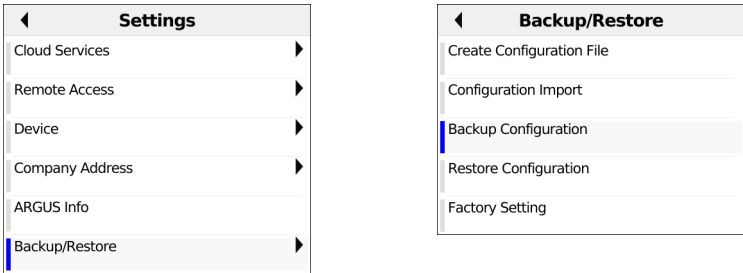 Settings
Cloud Services
Remote Access
Device
Company Address
ARGUS Info
Backup/Restore
Backup/Restore
Create Configuration File
Configuration Import
Backup Configuration
Restore Configuration
Factory Setting